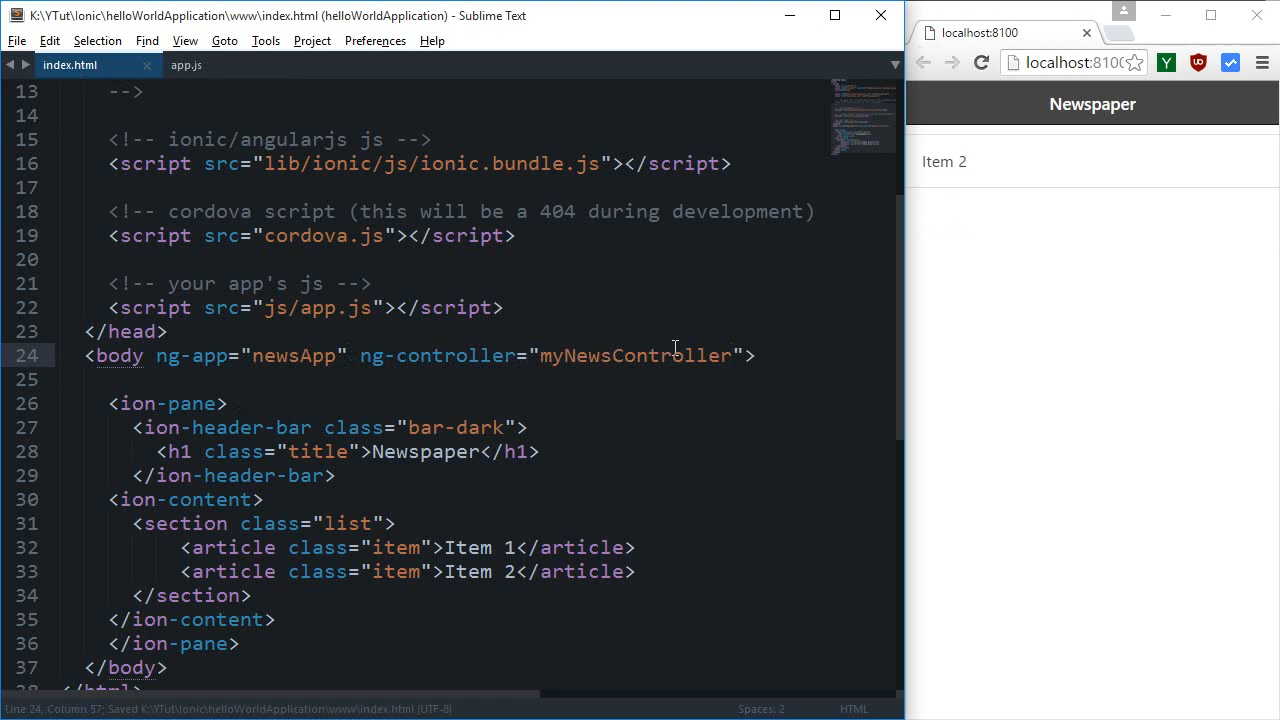 K:\YTut\Ionic\helloWorldApplication\www\index.html (helloWorldApplication) - Sublime Text
File Edit Selection Find View Goto Tools Project Preferences Help
index.html × app.js
13 -->
14
15 <!-- ionic/angularjs js -->
16 <script src="lib/ionic/js/ionic.bundle.js"></script>
17
18 <!-- cordova script (this will be a 404 during development)
19 <script src="cordova.js"></script>
20
21 <!-- your app's js -->
22 <script src="js/app.js"></script>
23 </head>
24 <body ng-app="newsApp" ng-controller="myNewsController">
25
26 <ion-pane>
27 <ion-header-bar class="bar-dark">
28 <h1 class="title">Newspaper</h1>
29 </ion-header-bar>
30 <ion-content>
31 <section class="list">
32 <article class="item">Item 1</article>
33 <article class="item">Item 2</article>
34 </section>
35 </ion-content>
36 </ion-pane>
37 </body>
38 </html>
Line 24, Column 57; Saved K:\YTut\Ionic\helloWorldApplication\www\index.html (UTF-8) Spaces: 2 HTML
localhost:8100
localhost:8100
Newspaper
Item 2